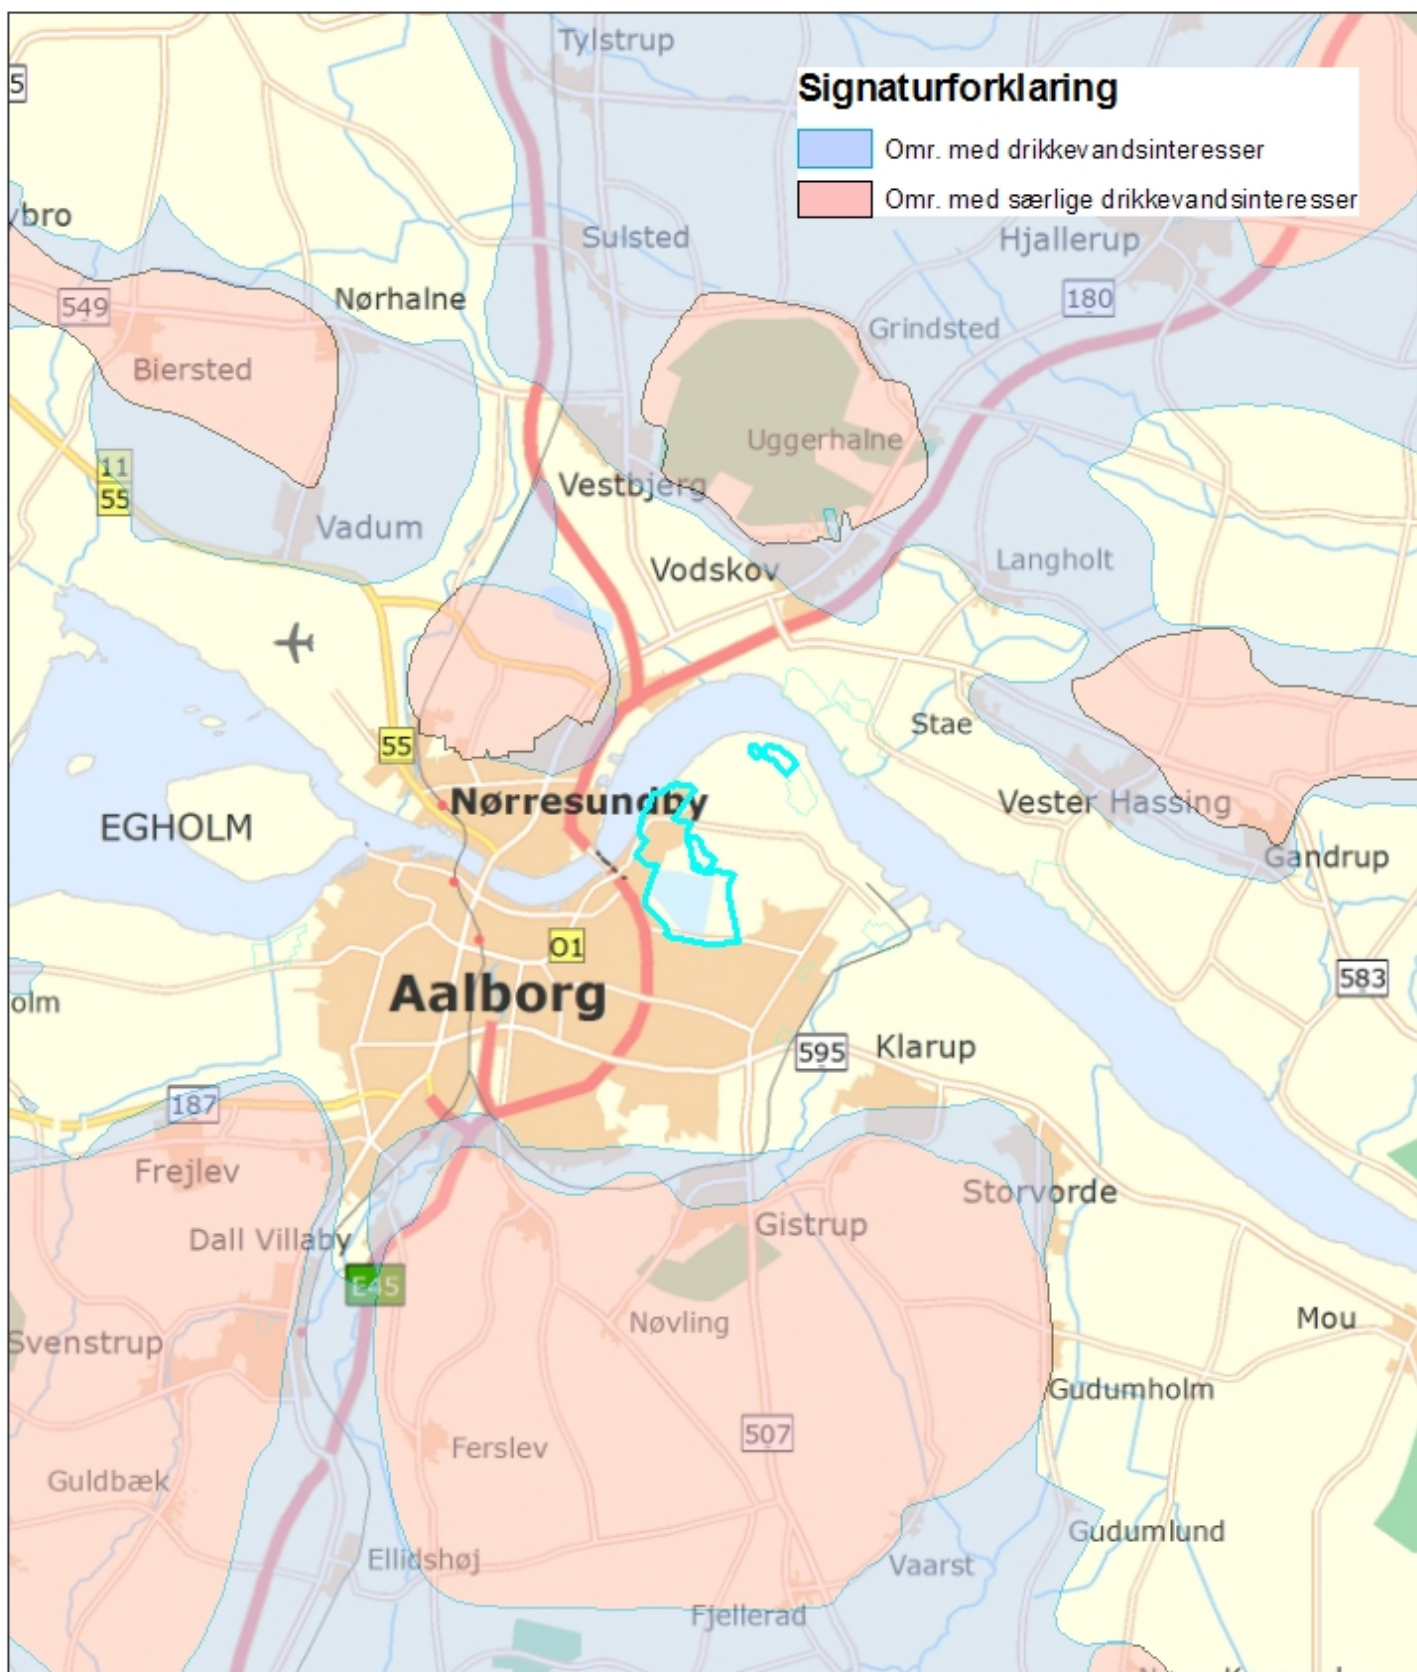 Tylstrup
5
Signaturforklaring
Omr. med drikkevandsinteresser
Omr. med særlige drikkevandsinteresser
ybro
Sulsted
Hjallerup
549
Nørhalne
180
Grindsted
Biersted
Uggerhalne
11
55
Vestbjerg
Vadum
Vodskov
Langholt
55
Stae
Nørresundby
EGHOLM
Vester Hassing
Gandrup
O1
Aalborg
olm
583
595
Klarup
187
Frejlev
Storvorde
Dall Villaby
Gistrup
E45
Nøvling
Mou
Svenstrup
Gudumholm
507
Ferslev
Guldbæk
Gudumlund
Ellidshøj
Vaarst
Fjellerad